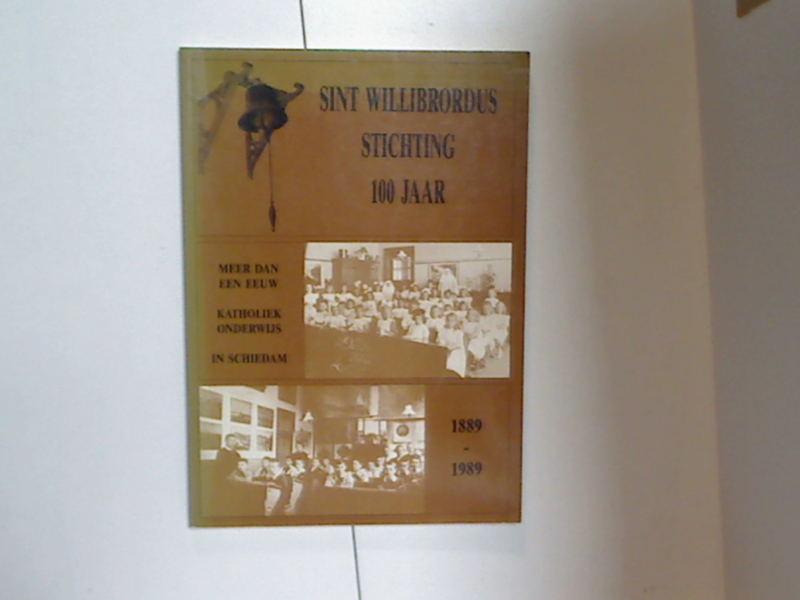 SINT WILLIBRORDUS
STICHTING
100 JAAR
MEER DAN
EEN EEUW
KATHOLIEK
ONDERWIJS
IN SCHIEDAM
1889
-
1989